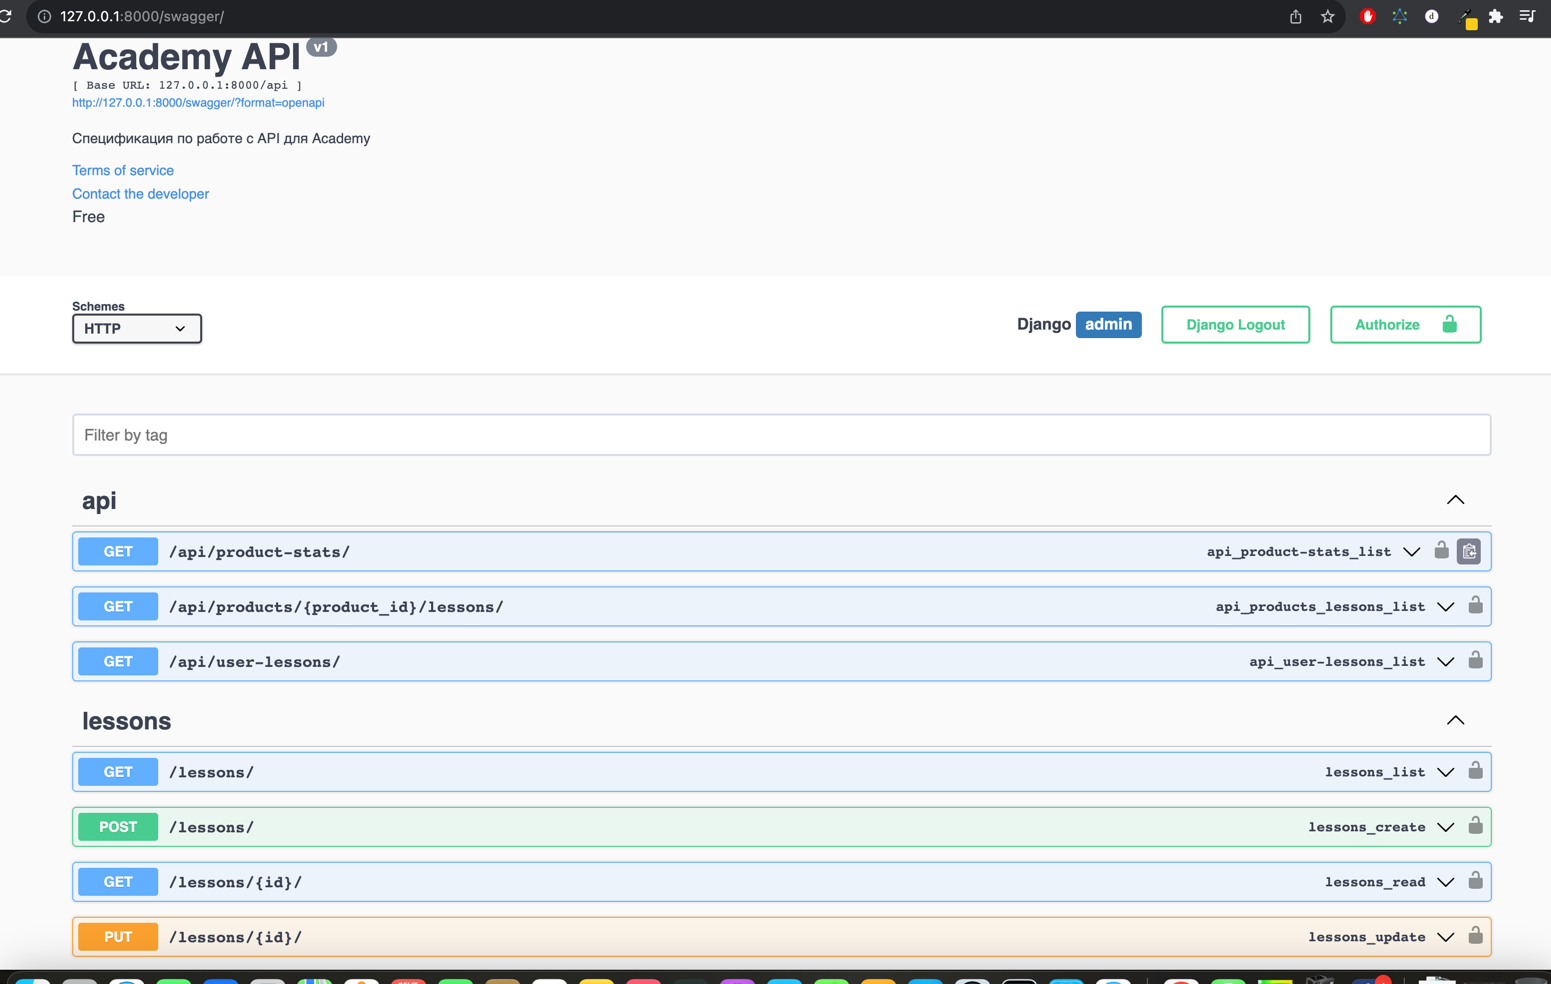 127.0.0.1:8000/swagger/
Academy API v1
[ Base URL: 127.0.0.1:8000/api ]
http://127.0.0.1:8000/swagger/?format=openapi
Спецификация по работе с API для Academy
Terms of service
Contact the developer
Free
Schemes
HTTP
Django admin
Django Logout
Authorize
Filter by tag
api
GET /api/product-stats/ api_product-stats_list
GET /api/products/{product_id}/lessons/ api_products_lessons_list
GET /api/user-lessons/ api_user-lessons_list
lessons
GET /lessons/ lessons_list
POST /lessons/ lessons_create
GET /lessons/{id}/ lessons_read
PUT /lessons/{id}/ lessons_update